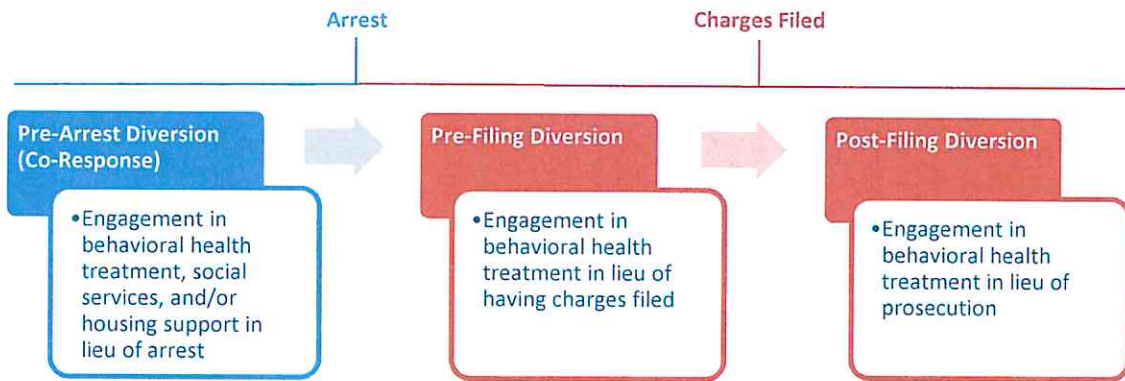 Arrest
Charges Filed
Pre-Arrest Diversion
(Co-Response)
•Engagement in
behavioral health
treatment, social
services, and/or
housing support in
lieu of arrest
Pre-Filing Diversion
•Engagement in
behavioral health
treatment in lieu of
having charges filed
Post-Filing Diversion
•Engagement in
behavioral health
treatment in lieu of
prosecution